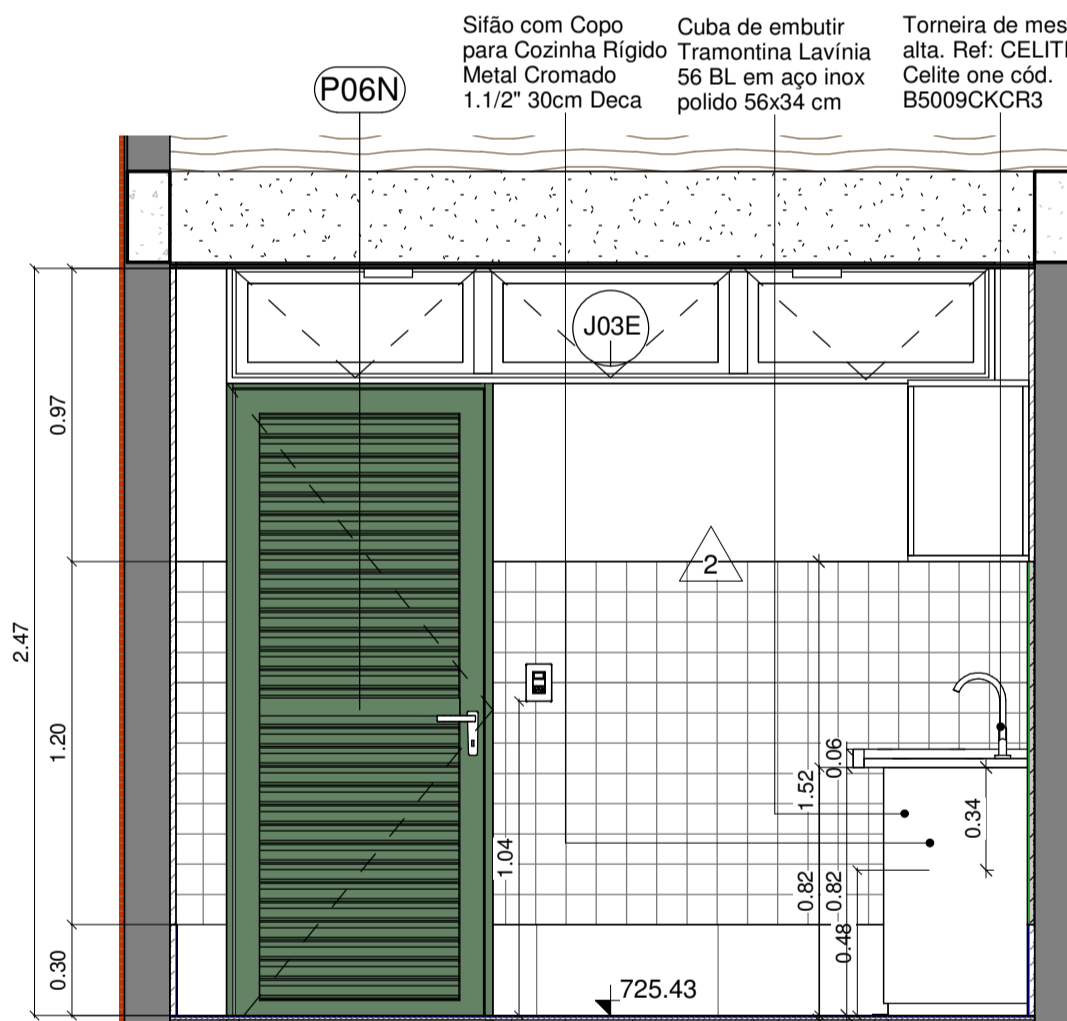 Sifão com Copo
para Cozinha Rígido
Metal Cromado
1.1/2" 30cm Deca
Cuba de embutir
Tramontina Lavínia
56 BL em aço inox
polido 56x34 cm
Torneira de mes
alta. Ref: CELIT
Celite one cód.
B5009CKCR3
P06N
J03E
2
0.97
2.47
1.20
0.30
1.04
0.06
1.52
0.34
0.82
0.82
0.48
725.43